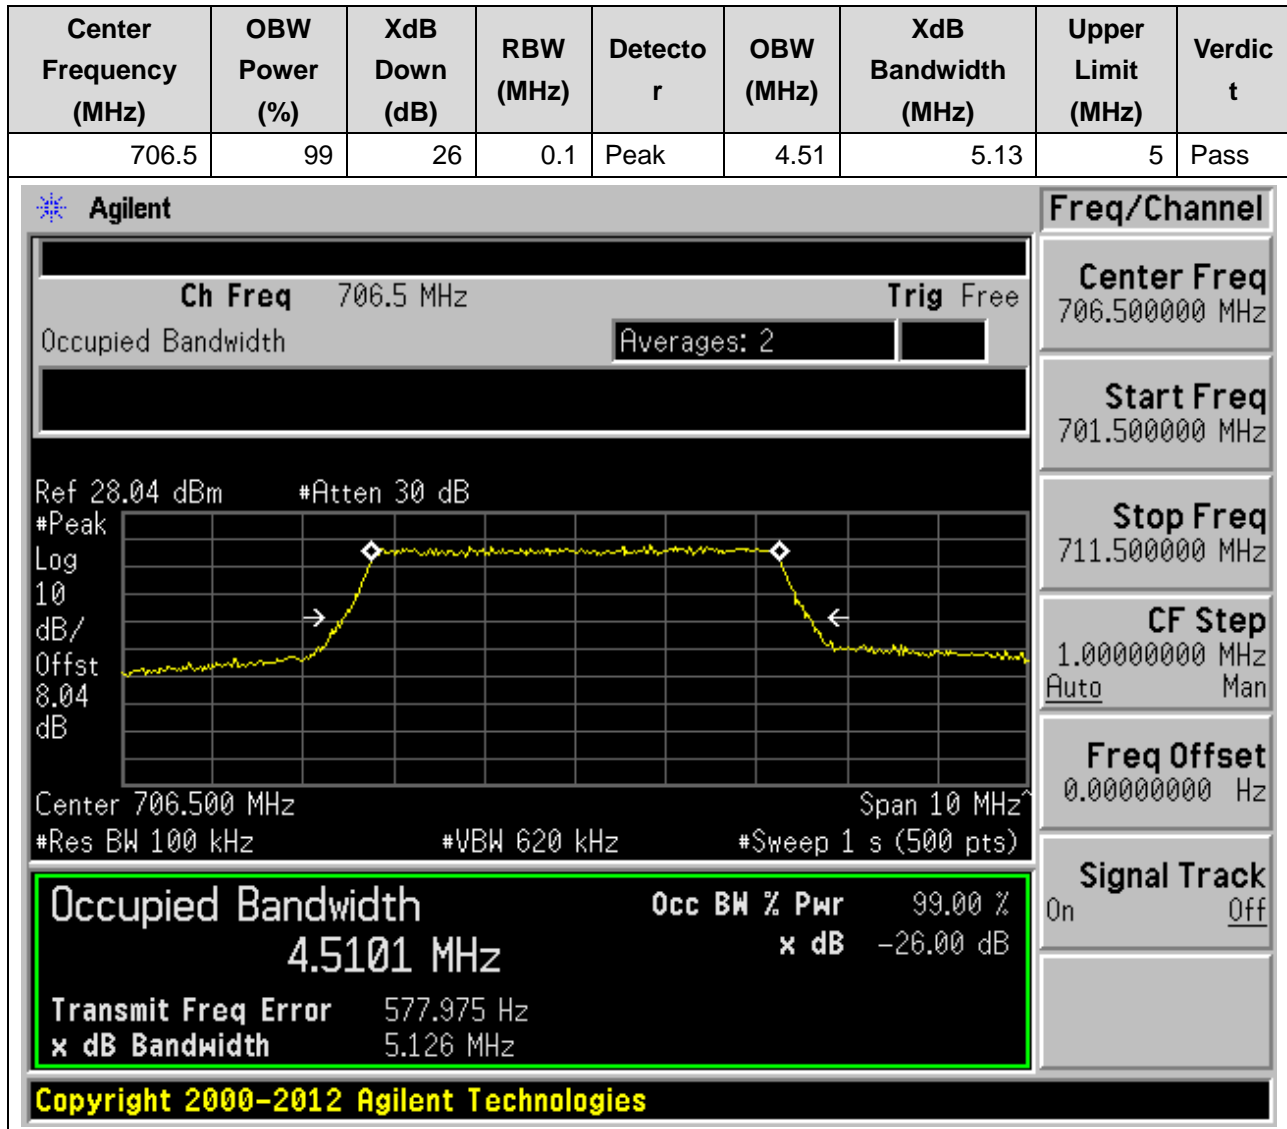 Center Frequency (MHz) OBW Power (%) XdB Down (dB) RBW (MHz) Detecto r OBW (MHz) XdB Bandwidth (MHz) Upper Limit (MHz) Verdic t
706.5 99 26 0.1 Peak 4.51 5.13 5 Pass
Agilent
Freq/Channel
Ch Freq 706.5 MHz Trig Free
Occupied Bandwidth Averages: 2
Center Freq
706.500000 MHz
Start Freq
701.500000 MHz
Stop Freq
711.500000 MHz
CF Step
1.00000000 MHz
Auto Man
Freq Offset
0.00000000 Hz
Signal Track
On Off
Ref 28.04 dBm #Atten 30 dB
#Peak
Log
10
dB/
Offst
8.04
dB
Center 706.500 MHz Span 10 MHz^
#Res BW 100 kHz #VBW 620 kHz #Sweep 1 s (500 pts)
Occupied Bandwidth Occ BW % Pwr 99.00 %
4.5101 MHz x dB -26.00 dB
Transmit Freq Error 577.975 Hz
x dB Bandwidth 5.126 MHz
Copyright 2000-2012 Agilent Technologies